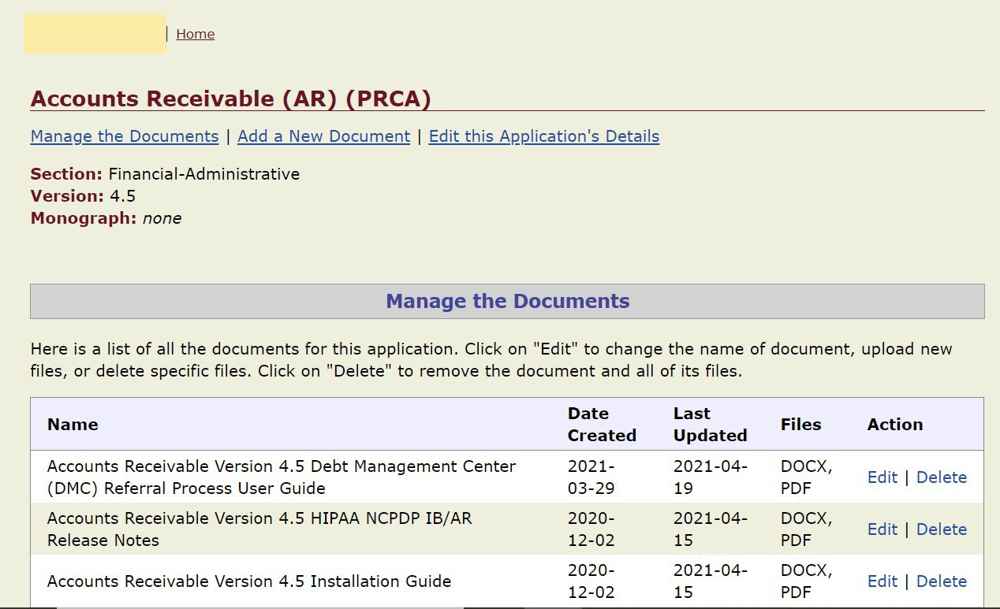 | Home
Accounts Receivable (AR) (PRCA)
Manage the Documents | Add a New Document | Edit this Application's Details
Section: Financial-Administrative
Version: 4.5
Monograph: none
Manage the Documents
Here is a list of all the documents for this application. Click on "Edit" to change the name of document, upload new
files, or delete specific files. Click on "Delete" to remove the document and all of its files.
Name Date Created Last Updated Files Action
Accounts Receivable Version 4.5 Debt Management Center 2021- 2021-04- DOCX, Edit | Delete
(DMC) Referral Process User Guide 03-29 19 PDF
Accounts Receivable Version 4.5 HIPAA NCPDP IB/AR 2020- 2021-04- DOCX, Edit | Delete
Release Notes 12-02 15 PDF
Accounts Receivable Version 4.5 Installation Guide 2020- 2021-04- DOCX, Edit | Delete
12-02 15 PDF